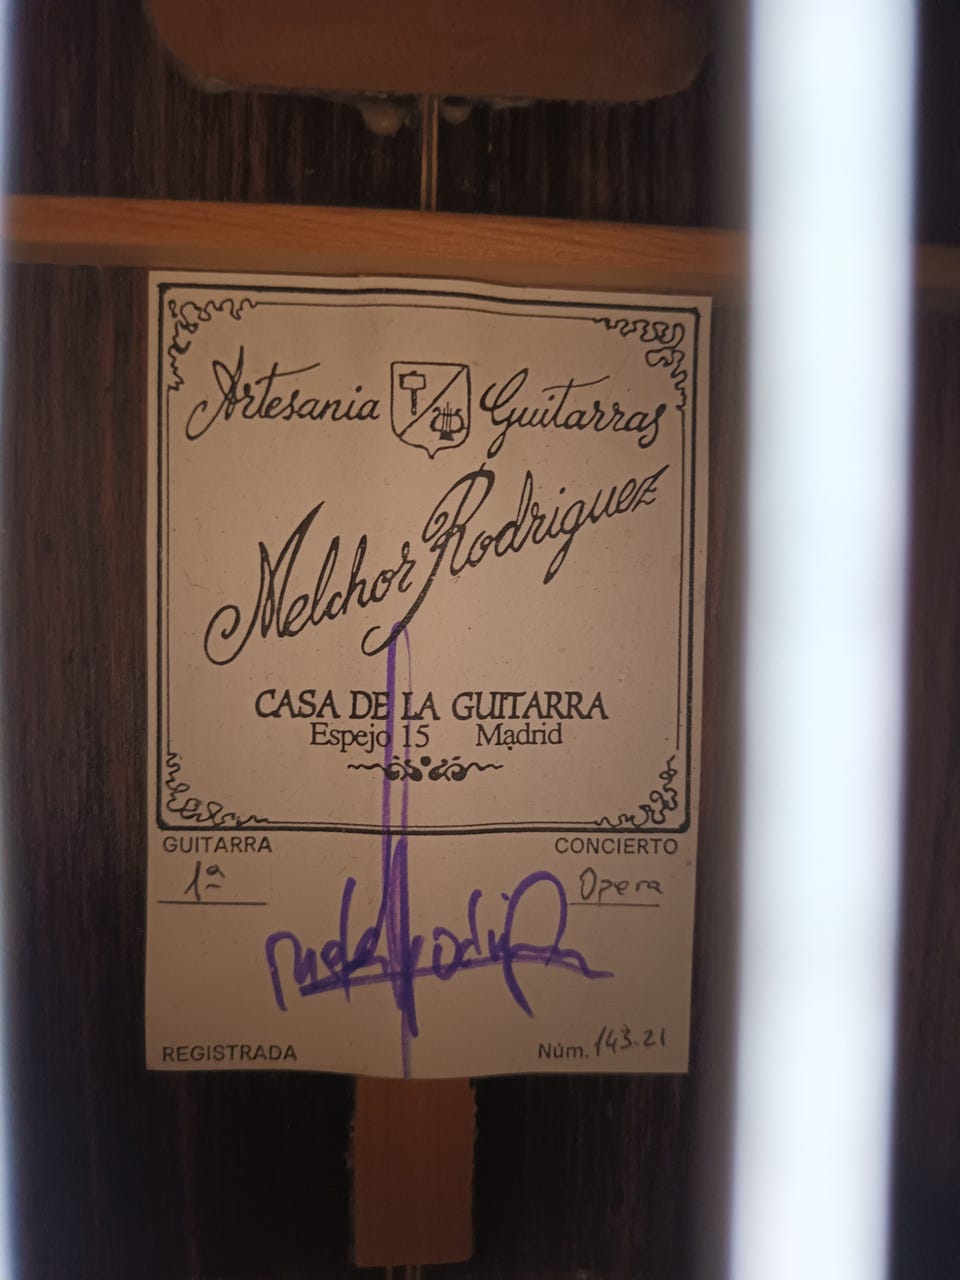 Artesania Guitarras
Melchor Rodriguez
CASA DE LA GUITARRA
Espejo 15 Madrid
GUITARRA CONCIERTO
1ª Opera
REGISTRADA Núm. 143.21